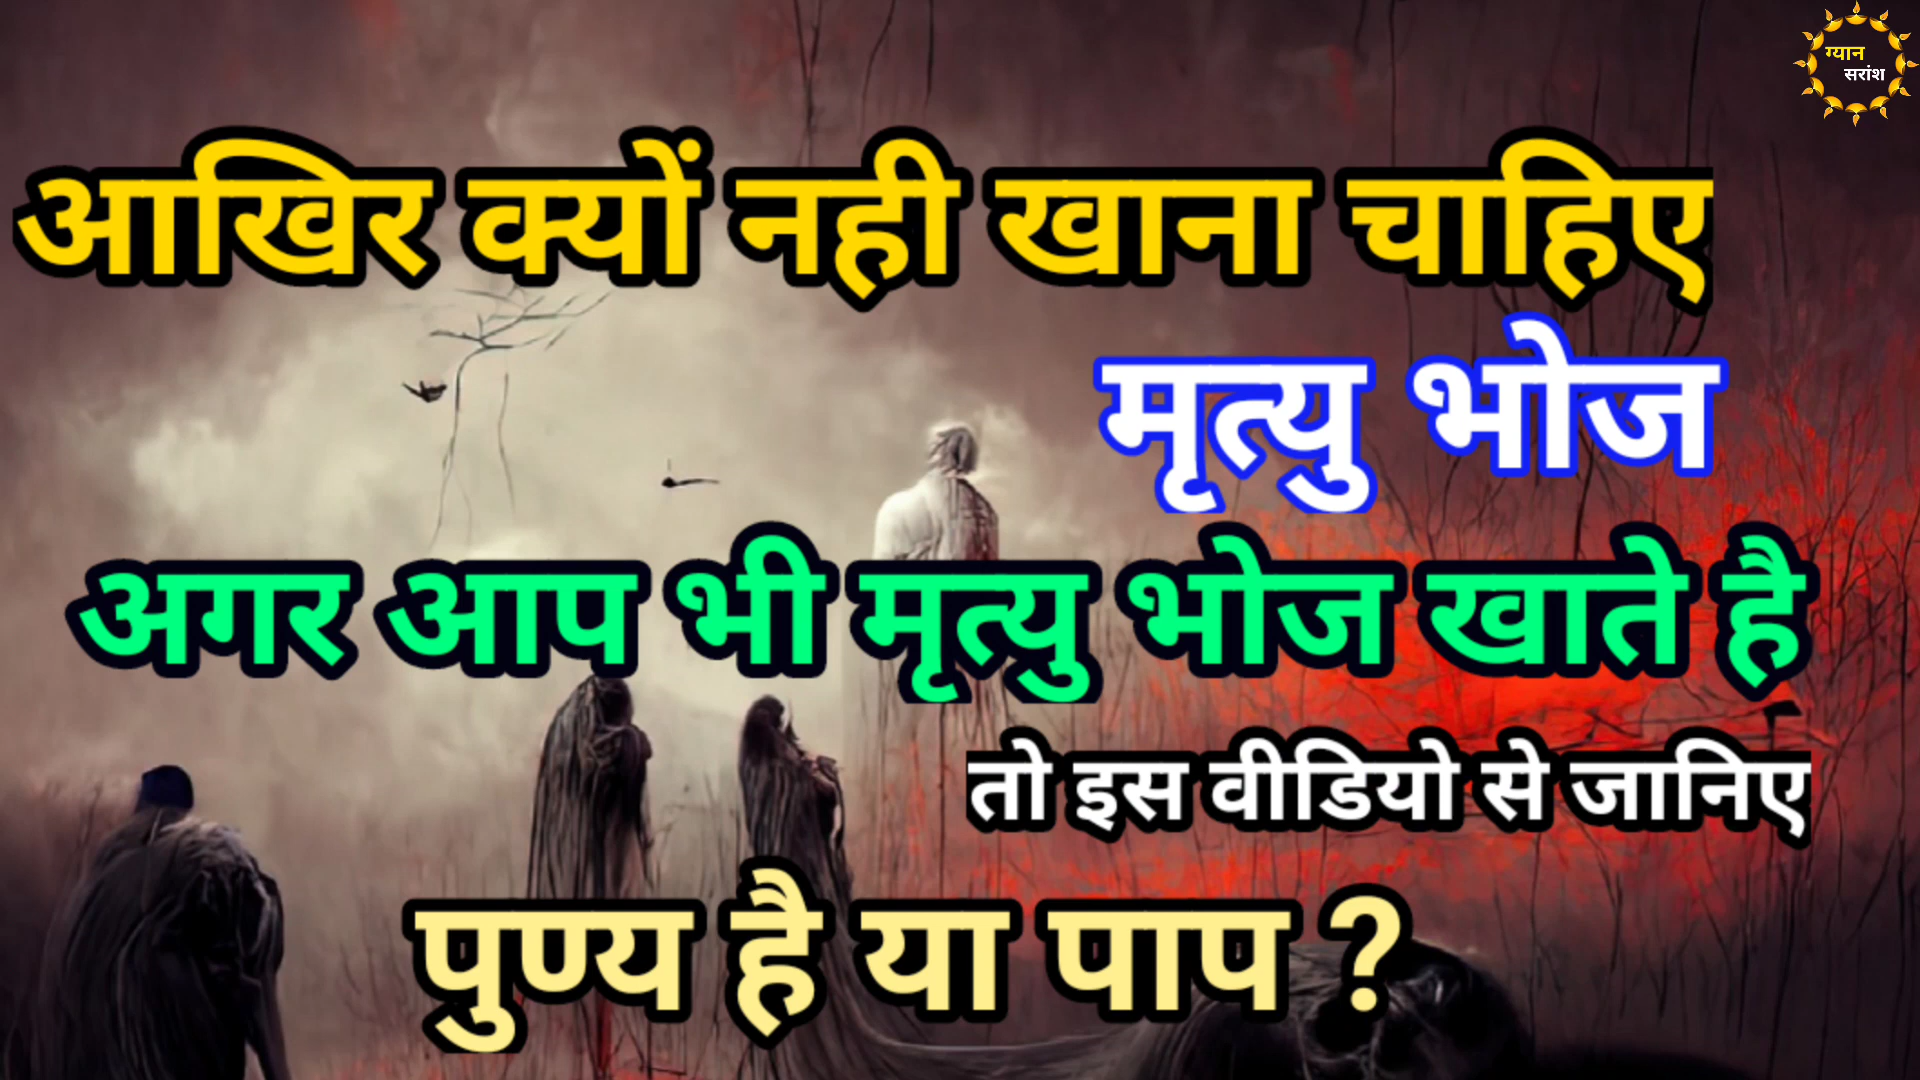 ग्यान
सरांश
आखिर क्यों नही खाना चाहिए
मृत्यु भोज
अगर आप भी मृत्यु भोज खाते है
तो इस वीडियो से जानिए
पुण्य है या पाप ?